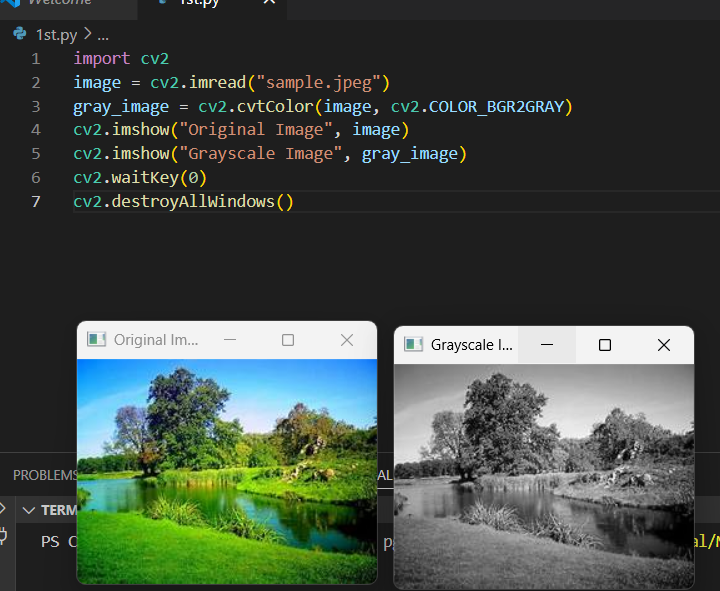 Welcome
1st.py
1st.py > ...
1 import cv2
2 image = cv2.imread("sample.jpeg")
3 gray_image = cv2.cvtColor(image, cv2.COLOR_BGR2GRAY)
4 cv2.imshow("Original Image", image)
5 cv2.imshow("Grayscale Image", gray_image)
6 cv2.waitKey(0)
7 cv2.destroyAllWindows()
Original Im...
Grayscale I...
PROBLEMS
AL
TERM
PS C
al/